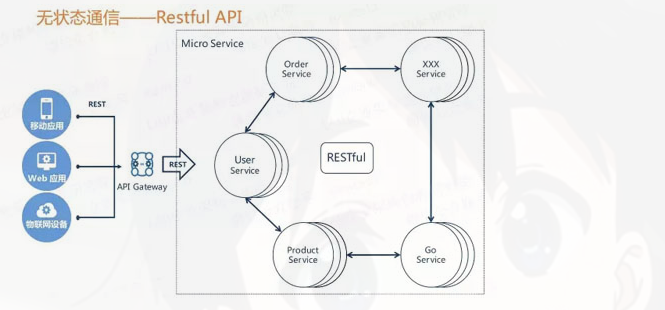 无状态通信——Restful API
Micro Service
Order
Service
XXX
Service
REST
移动应用
Web 应用
物联网设备
API Gateway
REST
User
Service
RESTful
Product
Service
Go
Service